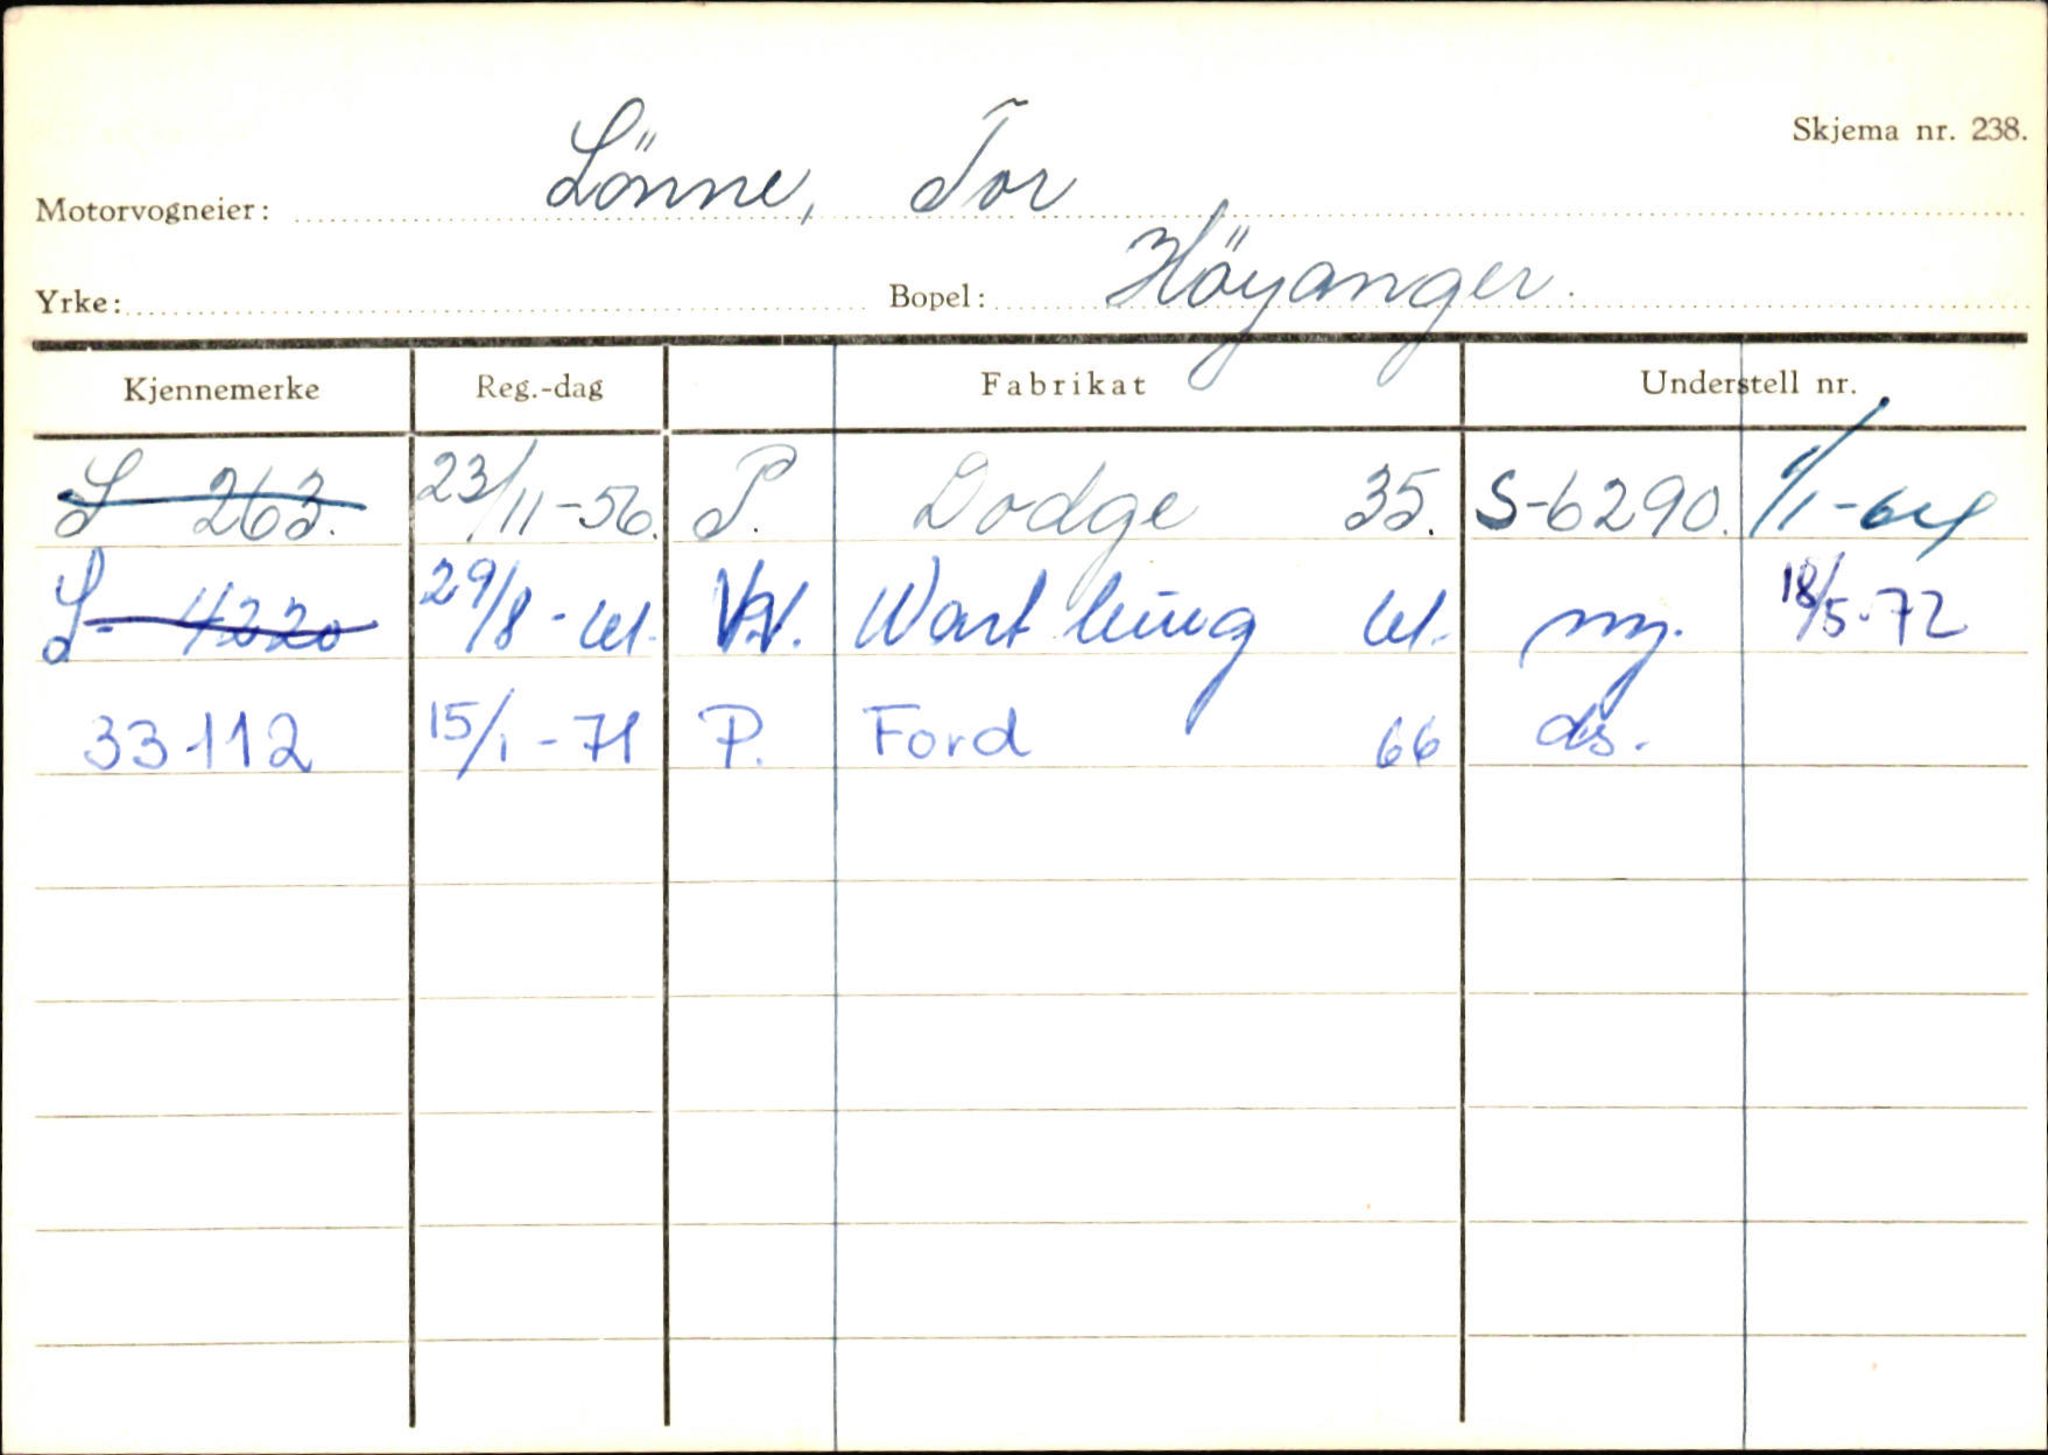 Skjema nr. 238.
Motorvogneier: Lönne, Tor
Yrke: Bopel: Höyanger.
Kjennemerke Reg.-dag Fabrikat Understell nr.
S 263. 23/11-56. P. Dodge 35. S-6290. 1/1-64
S- 4220 29/8-61. V.V. Wartburg 61. ny. 18/5-72
33-112 15/1-71 P. Ford 66 ds.